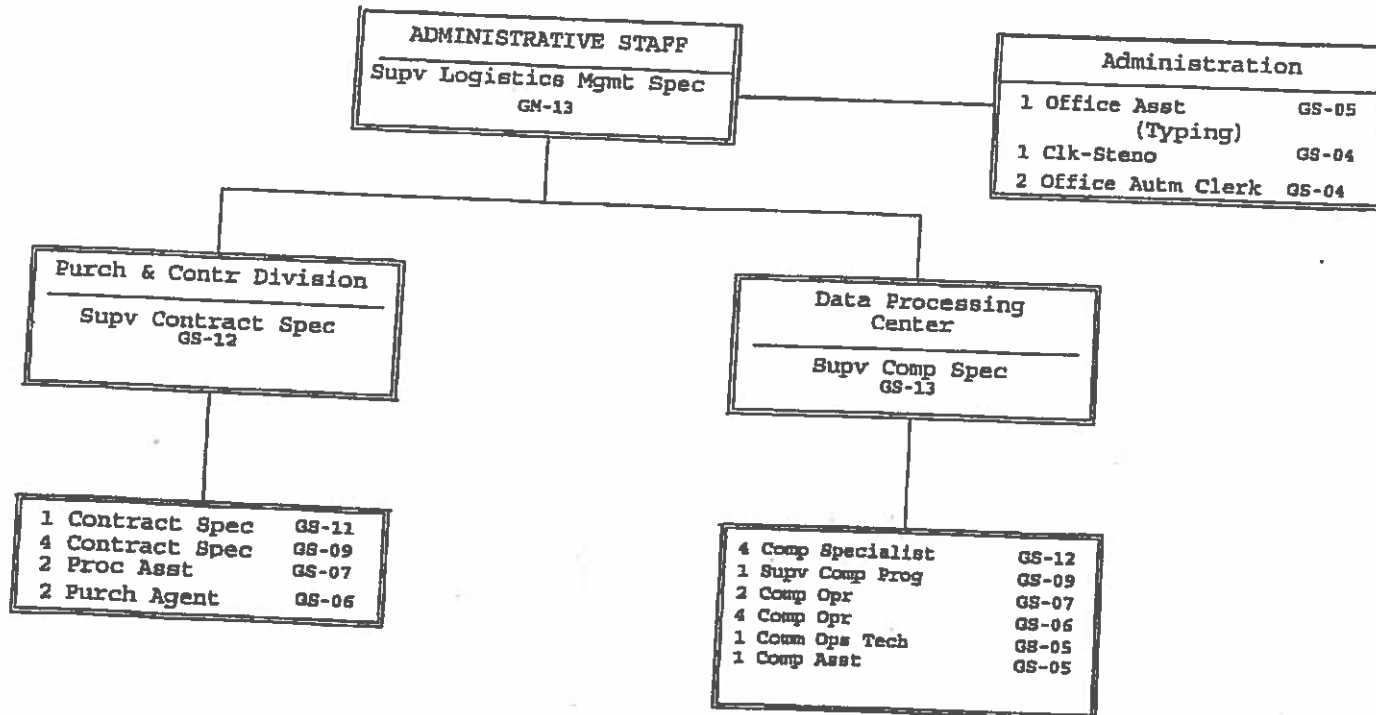 ADMINISTRATIVE STAFF
Supv Logistics Mgmt Spec
GM-13
Administration
1 Office Asst GS-05
(Typing)
1 Clk-Steno GS-04
2 Office Autm Clerk GS-04
Purch & Contr Division
Supv Contract Spec
GS-12
Data Processing
Center
Supv Comp Spec
GS-13
1 Contract Spec GS-11
4 Contract Spec GS-09
2 Proc Asst GS-07
2 Purch Agent GS-06
4 Comp Specialist GS-12
1 Supv Comp Prog GS-09
2 Comp Opr GS-07
4 Comp Opr GS-06
1 Comm Ops Tech GS-05
1 Comp Asst GS-05